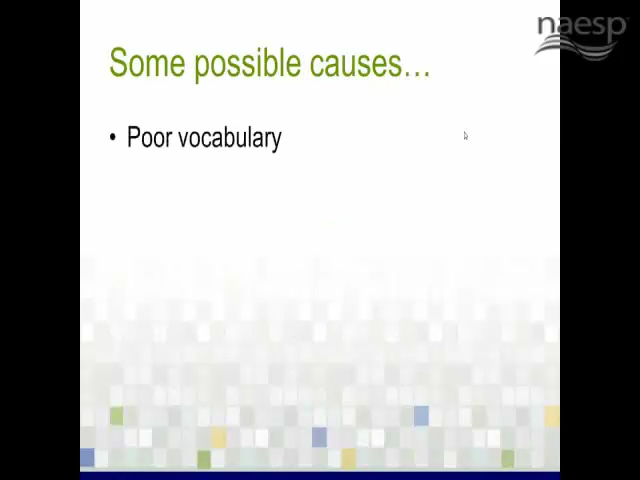 naesp
Some possible causes…
• Poor vocabulary